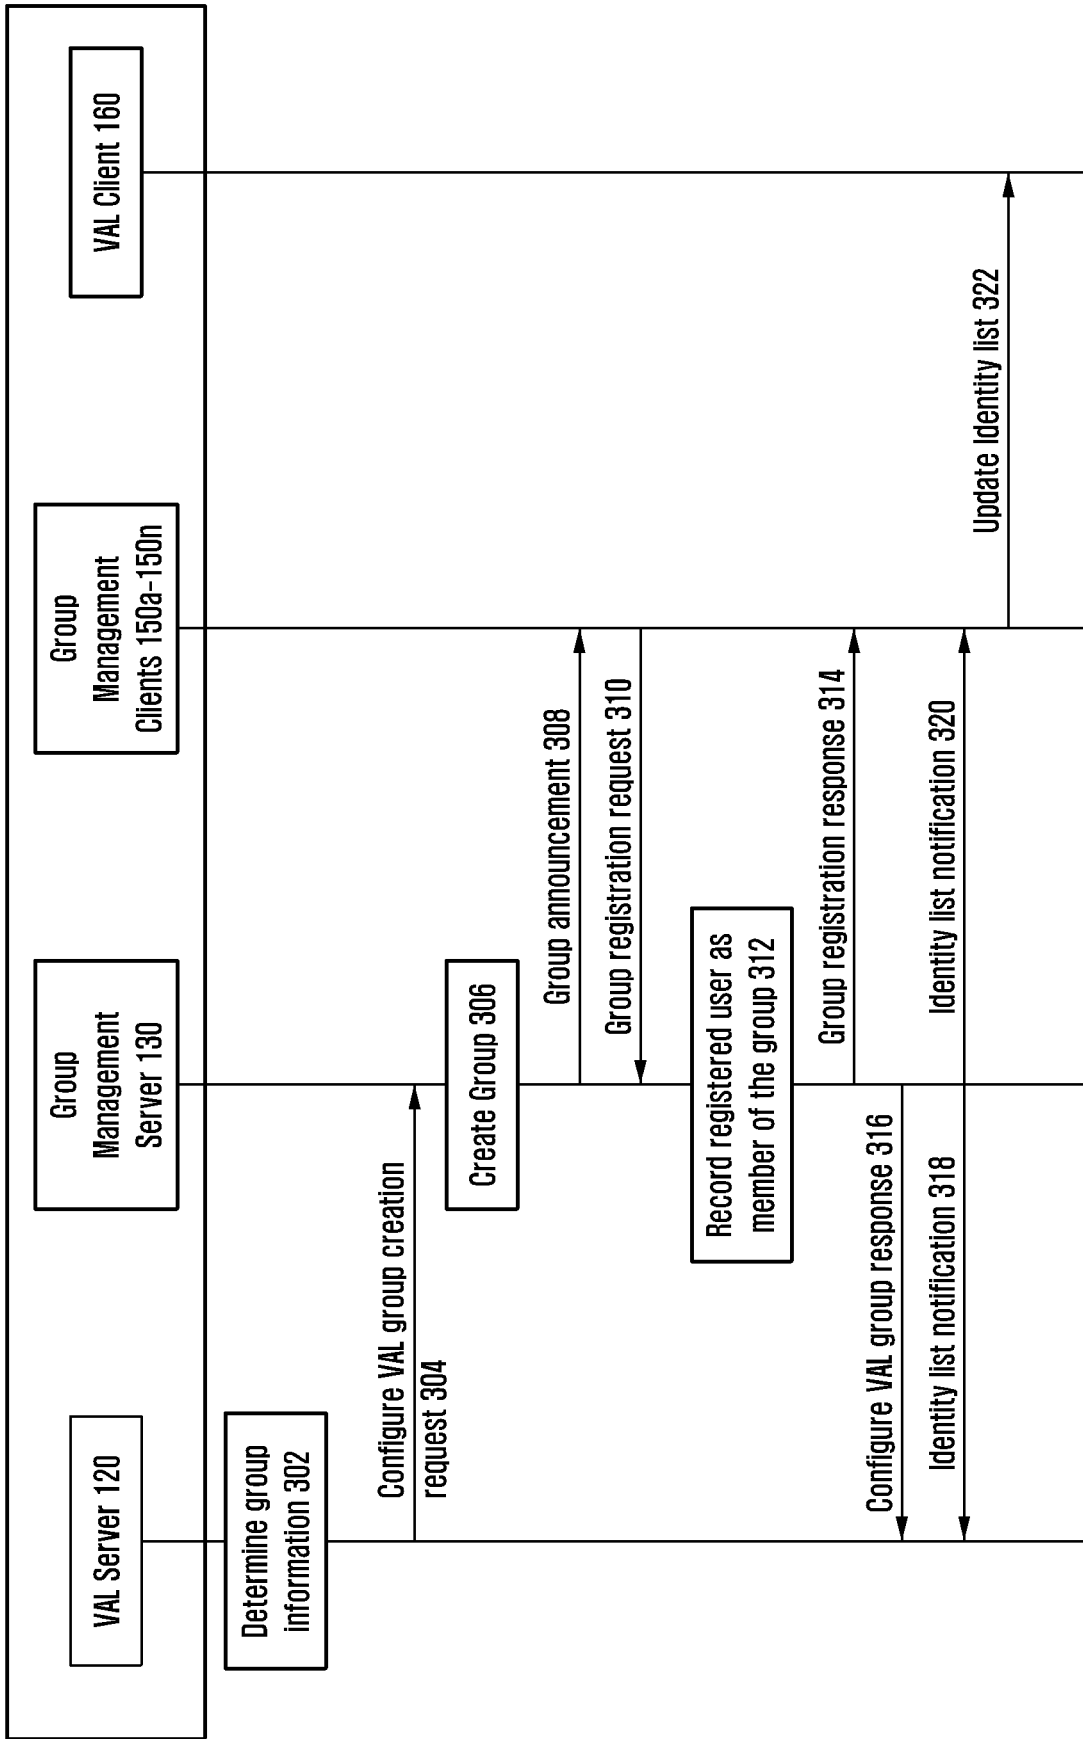 VAL Server 120
Group
Management
Server 130
Group
Management
Clients 150a-150n
VAL Client 160
Determine group
information 302
Configure VAL group creation
request 304
Create Group 306
Group announcement 308
Group registration request 310
Record registered user as
member of the group 312
Group registration response 314
Configure VAL group response 316
Identity list notification 318
Identity list notification 320
Update Identity list 322